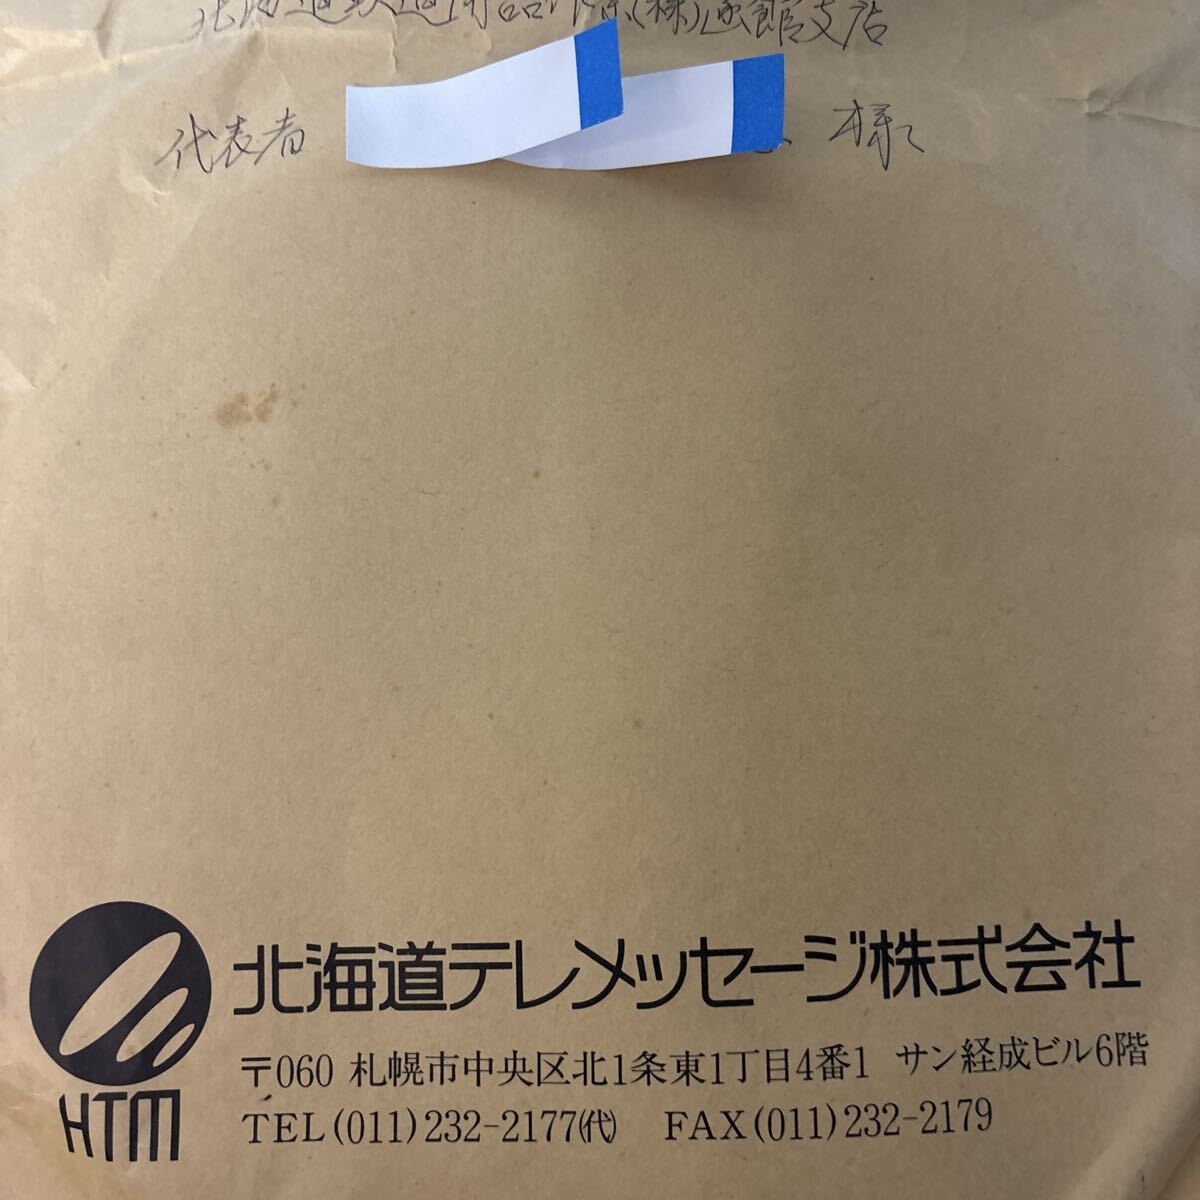 北海道鉄道用品 (株)函館支店
代表者 様
北海道テレメッセージ株式会社
〒060 札幌市中央区北1条東1丁目4番1 サン経成ビル6階
TEL(011)232-2177㈹ FAX(011)232-2179
HTM